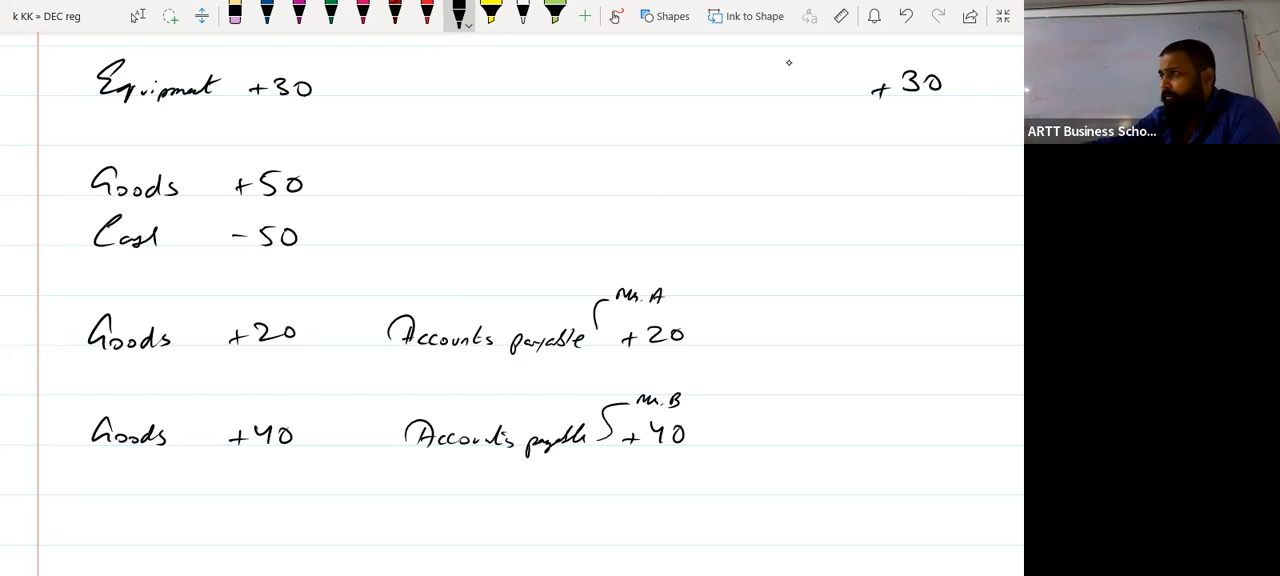 k KK » DEC reg
Shapes
Ink to Shape
ARTT Business Scho...
Equipment +30 +30
Goods +50
Cash - 50
Mr. A
Goods +20 Accounts payable +20
Mr. B
Goods +40 Accounts payable +40